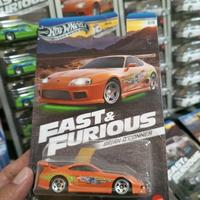 Hot Wheels
FAST &
FURIOUS
BRIAN O'CONNER